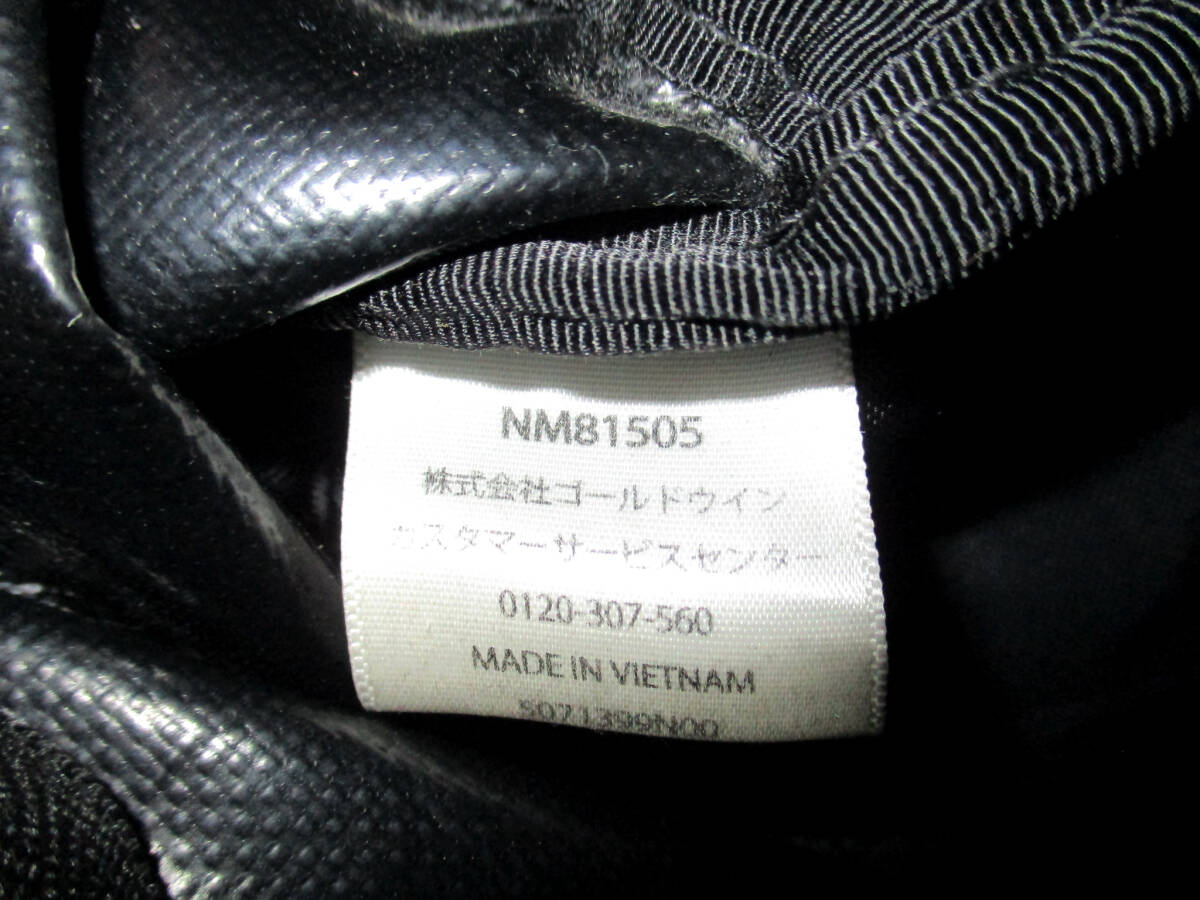 NM81505
株式会社ゴールドウイン
カスタマーサービスセンター
0120-307-560
MADE IN VIETNAM
5071399N00